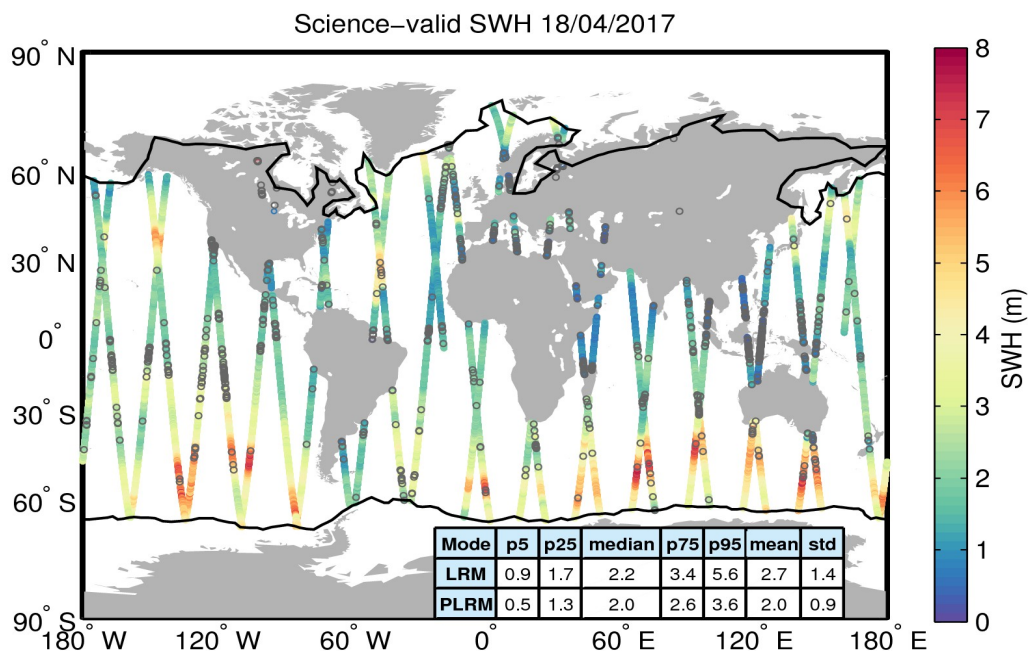 Science−valid SWH 18/04/2017
90° N
60° N
30° N
0°
30° S
60° S
90° S
180° W
120° W
60° W
0°
60° E
120° E
180° E
8
7
6
5
4
3
2
1
0
SWH (m)
Mode p5 p25 median p75 p95 mean std
LRM 0.9 1.7 2.2 3.4 5.6 2.7 1.4
PLRM 0.5 1.3 2.0 2.6 3.6 2.0 0.9